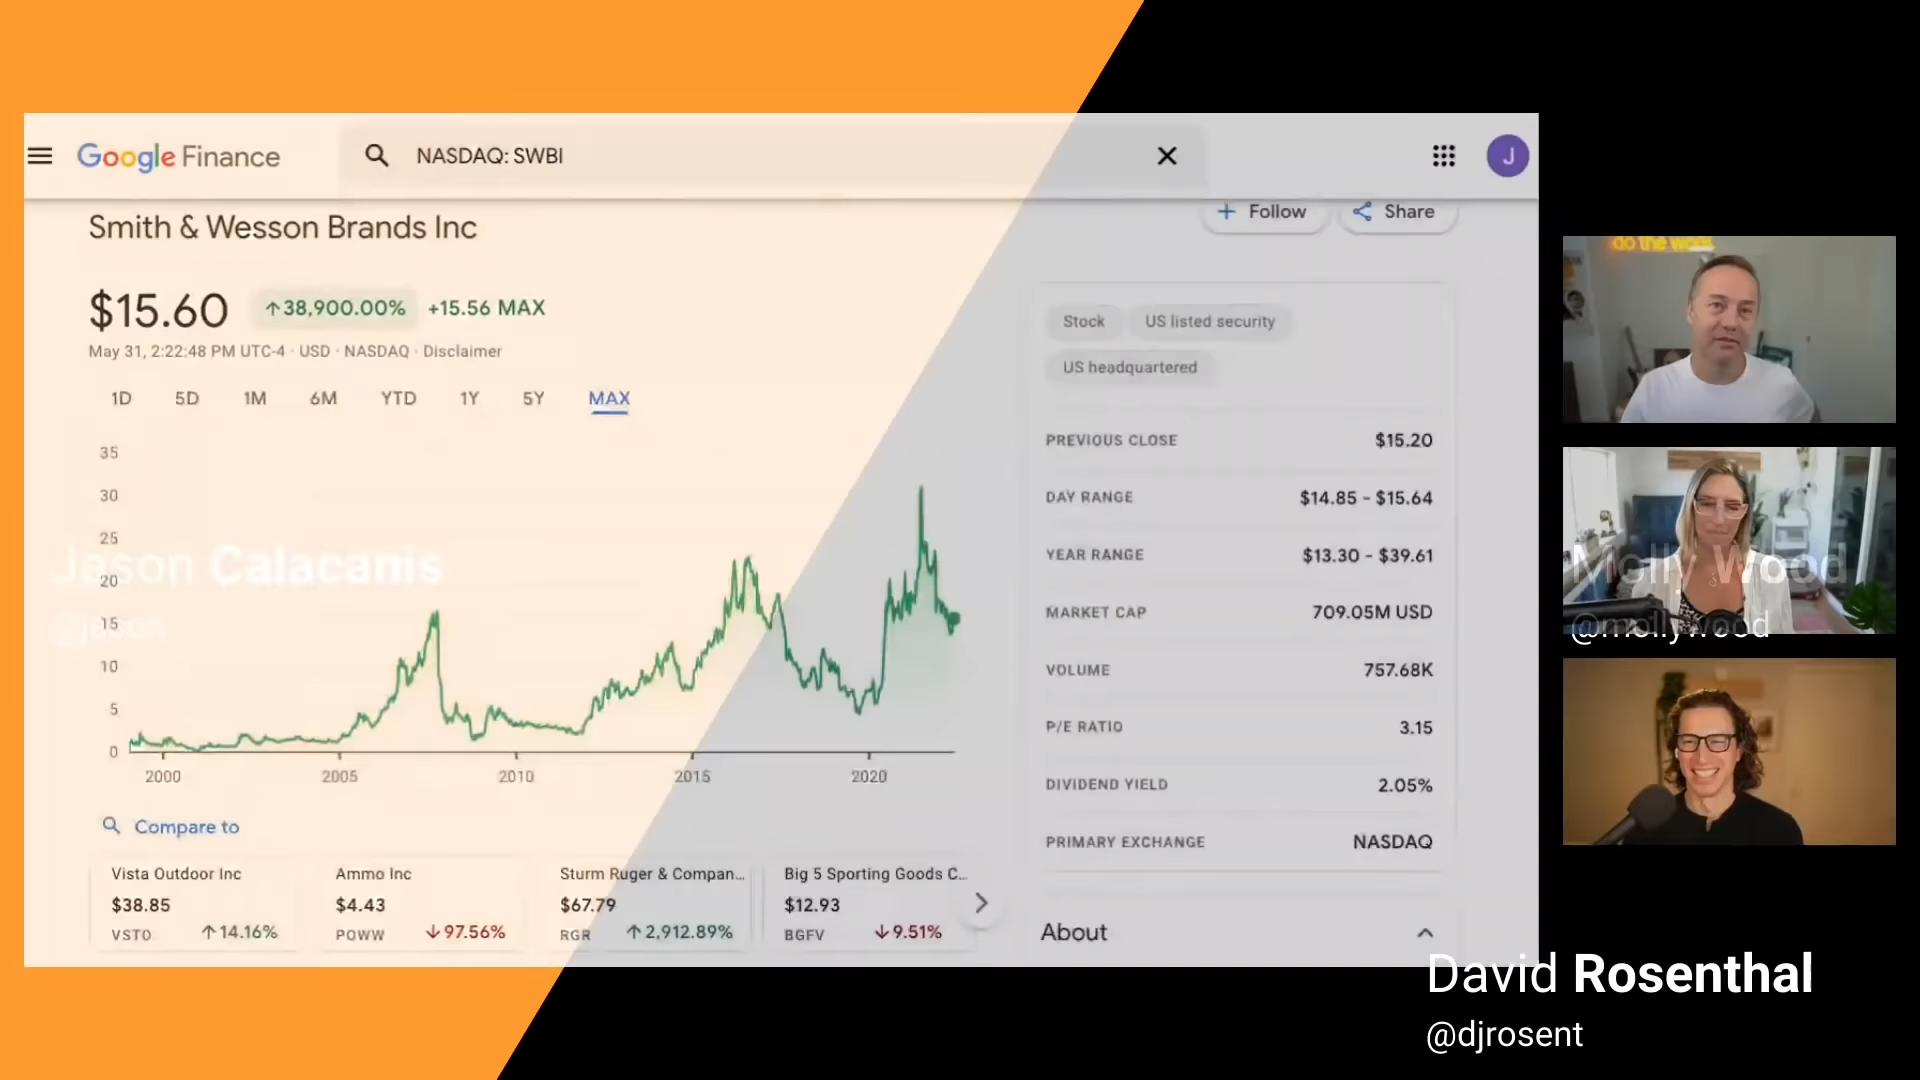 Google Finance
NASDAQ: SWBI
J
Smith & Wesson Brands Inc
Follow
Share
$15.60
↑38,900.00%
+15.56 MAX
May 31, 2:22:48 PM UTC-4 · USD · NASDAQ · Disclaimer
1D 5D 1M 6M YTD 1Y 5Y MAX
35
30
25
20
15
10
5
0
2000 2005 2010 2015 2020
Compare to
Vista Outdoor Inc
$38.85
VSTO ↑14.16%
Ammo Inc
$4.43
POWW ↓97.56%
Sturm Ruger & Compan...
$67.79
RGR ↑2,912.89%
Big 5 Sporting Goods C...
$12.93
BGFV ↓9.51%
Stock
US listed security
US headquartered
PREVIOUS CLOSE $15.20
DAY RANGE $14.85 - $15.64
YEAR RANGE $13.30 - $39.61
MARKET CAP 709.05M USD
VOLUME 757.68K
P/E RATIO 3.15
DIVIDEND YIELD 2.05%
PRIMARY EXCHANGE NASDAQ
About
Jason Calacanis
@jason
do the work
Molly Wood
@mollywood
David Rosenthal
@djrosent